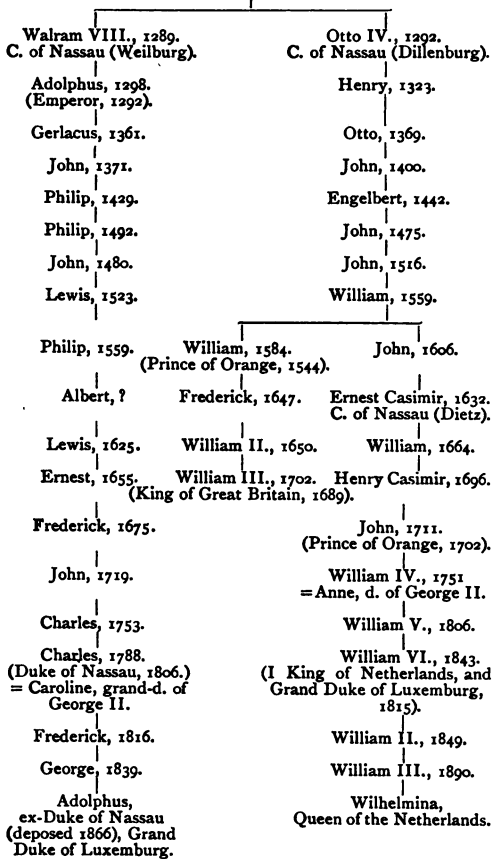 Walram VIII., 1289.
C. of Nassau (Weilburg).
Otto IV., 1292.
C. of Nassau (Dillenburg).
Adolphus, 1298.
(Emperor, 1292).
Henry, 1323.
Gerlacus, 1361.
Otto, 1369.
John, 1371.
John, 1400.
Philip, 1429.
Engelbert, 1442.
Philip, 1492.
John, 1475.
John, 1480.
John, 1516.
Lewis, 1523.
William, 1559.
Philip, 1559.
William, 1584.
(Prince of Orange, 1544).
John, 1606.
Albert, ?
Frederick, 1647.
Ernest Casimir, 1632.
C. of Nassau (Dietz).
Lewis, 1625.
William II., 1650.
William, 1664.
Ernest, 1655.
William III., 1702.
(King of Great Britain, 1689).
Henry Casimir, 1696.
Frederick, 1675.
John, 1711.
(Prince of Orange, 1702).
John, 1719.
William IV., 1751
=Anne, d. of George II.
Charles, 1753.
William V., 1806.
Charles, 1788.
(Duke of Nassau, 1806.)
= Caroline, grand-d. of
George II.
William VI., 1843.
(I King of Netherlands, and
Grand Duke of Luxemburg,
1815).
Frederick, 1816.
William II., 1849.
George, 1839.
William III., 1890.
Adolphus,
ex-Duke of Nassau
(deposed 1866), Grand
Duke of Luxemburg.
Wilhelmina,
Queen of the Netherlands.